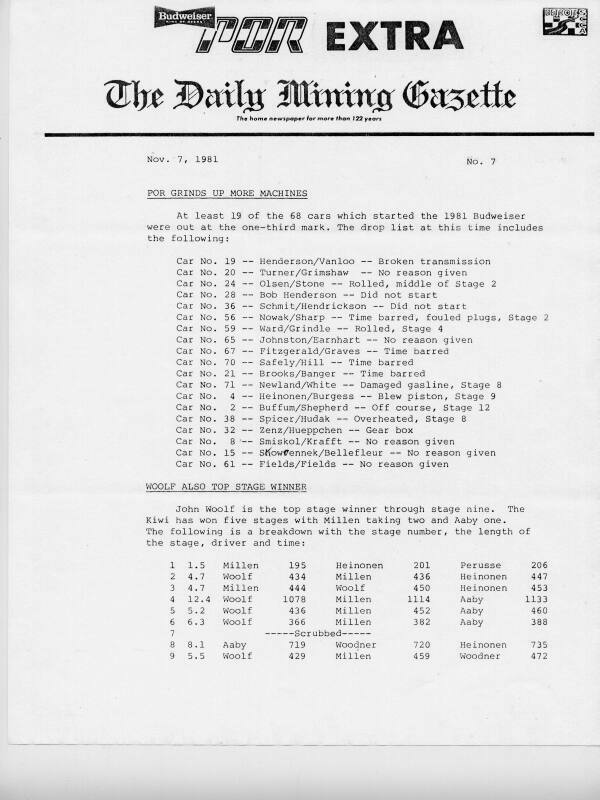 Budweiser
KING OF BEERS
POR EXTRA
DETROIT
SCCA
The Daily Mining Gazette
The home newspaper for more than 122 years
Nov. 7, 1981 No. 7
POR GRINDS UP MORE MACHINES
At least 19 of the 68 cars which started the 1981 Budweiser
were out at the one-third mark. The drop list at this time includes
the following:
Car No. 19 -- Henderson/Vanloo -- Broken transmission
Car No. 20 -- Turner/Grimshaw -- No reason given
Car No. 24 -- Olsen/Stone -- Rolled, middle of Stage 2
Car No. 28 -- Bob Henderson -- Did not start
Car No. 36 -- Schmit/Hendrickson -- Did not start
Car No. 56 -- Nowak/Sharp -- Time barred, fouled plugs, Stage 2
Car No. 59 -- Ward/Grindle -- Rolled, Stage 4
Car No. 65 -- Johnston/Earnhart -- No reason given
Car No. 67 -- Fitzgerald/Graves -- Time barred
Car No. 70 -- Safely/Hill -- Time barred
Car No. 21 -- Brooks/Banger -- Time barred
Car No. 71 -- Newland/White -- Damaged gasline, Stage 8
Car No. 4 -- Heinonen/Burgess -- Blew piston, Stage 9
Car No. 2 -- Buffum/Shepherd -- Off course, Stage 12
Car No. 38 -- Spicer/Hudak -- Overheated, Stage 8
Car No. 32 -- Zenz/Hueppchen -- Gear box
Car No. 8 -- Smiskol/Krafft -- No reason given
Car No. 15 -- Skowrennek/Bellefleur -- No reason given
Car No. 61 -- Fields/Fields -- No reason given
WOOLF ALSO TOP STAGE WINNER
John Woolf is the top stage winner through stage nine. The
Kiwi has won five stages with Millen taking two and Aaby one.
The following is a breakdown with the stage number, the length of
the stage, driver and time:
1 1.5 Millen 195 Heinonen 201 Perusse 206
2 4.7 Woolf 434 Millen 436 Heinonen 447
3 4.7 Millen 444 Woolf 450 Heinonen 453
4 12.4 Woolf 1078 Millen 1114 Aaby 1133
5 5.2 Woolf 436 Millen 452 Aaby 460
6 6.3 Woolf 366 Millen 382 Aaby 388
7 -----Scrubbed-----
8 8.1 Aaby 719 Woodner 720 Heinonen 735
9 5.5 Woolf 429 Millen 459 Woodner 472